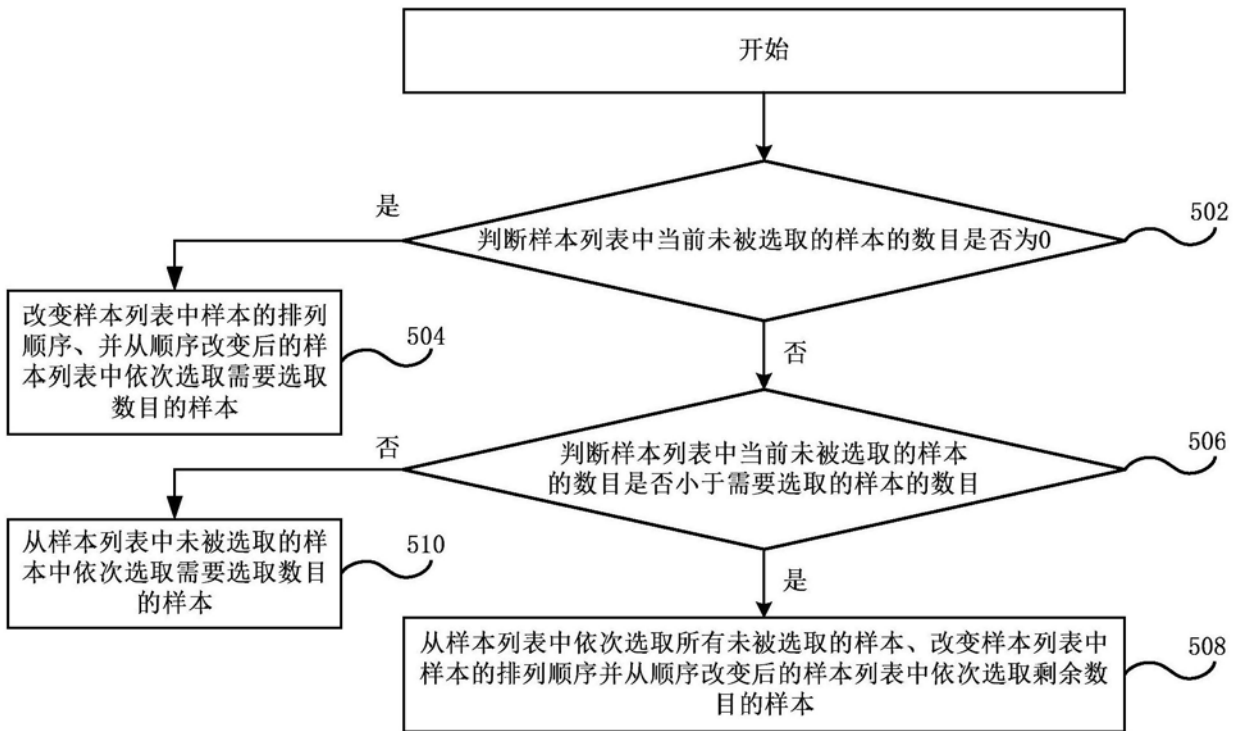 开始
是
502
判断样本列表中当前未被选取的样本的数目是否为0
改变样本列表中样本的排列
顺序、并从顺序改变后的样
本列表中依次选取需要选取
数目的样本
504
否
否
判断样本列表中当前未被选取的样本
的数目是否小于需要选取的样本的数目
506
从样本列表中未被选取的样
本中依次选取需要选取数目
的样本
510
是
从样本列表中依次选取所有未被选取的样本、改变样本列表中
样本的排列顺序并从顺序改变后的样本列表中依次选取剩余数
目的样本
508